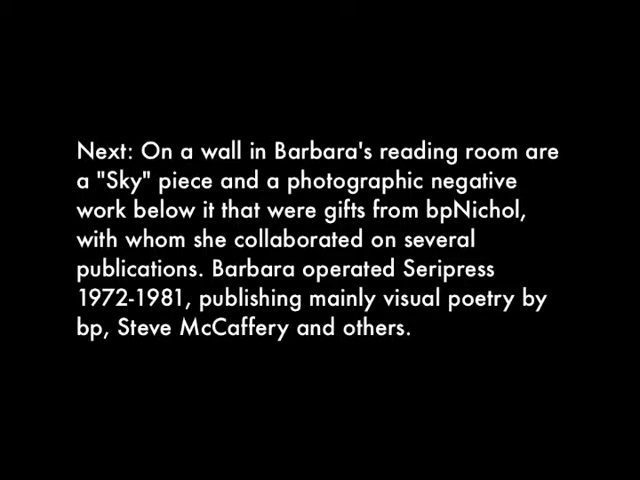 Next: On a wall in Barbara's reading room are
a "Sky" piece and a photographic negative
work below it that were gifts from bpNichol,
with whom she collaborated on several
publications. Barbara operated Seripress
1972-1981, publishing mainly visual poetry by
bp, Steve McCaffery and others.